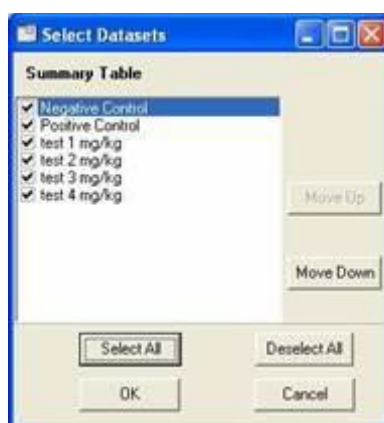 Select Datasets
Summary Table
Negative Control
Positive Control
test 1 mg/kg
test 2 mg/kg
test 3 mg/kg
test 4 mg/kg
Move Up
Move Down
Select All
Deselect All
OK
Cancel